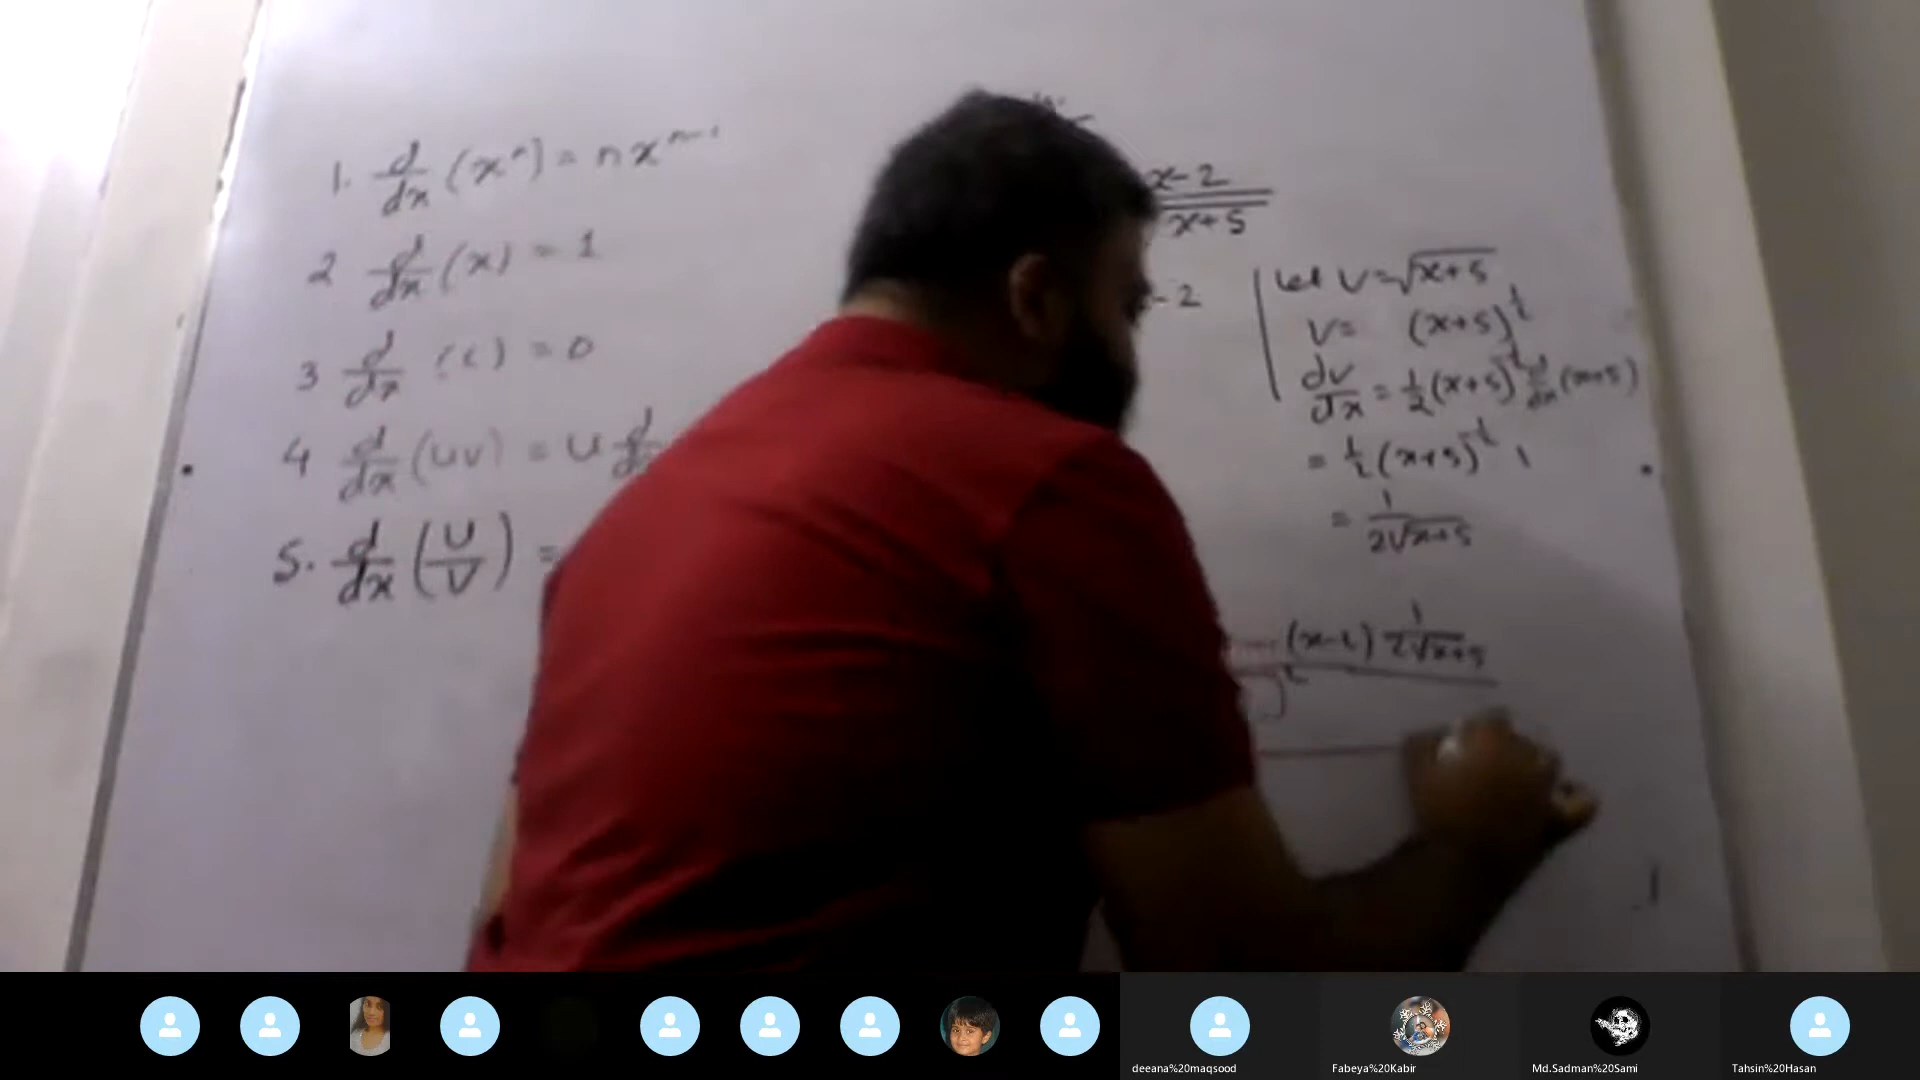 1. d/dx (xⁿ) = nxⁿ⁻¹
2 d/dx (x) = 1
3 d/dx (c) = 0
4 d/dx (uv) = u d/dx
5. d/dx (U/V) =
x-2
x+5
- 2
Let V=√x+5
V= (x+5)^½
dv/dx = ½(x+5)^-½ d/dx (x+5)
= ½(x+5)^-½ 1
= 1/2√x+5
(x-2) 1/2√x+5
2
deeana%20maqsood
Fabeya%20Kabir
Md.Sadman%20Sami
Tahsin%20Hasan